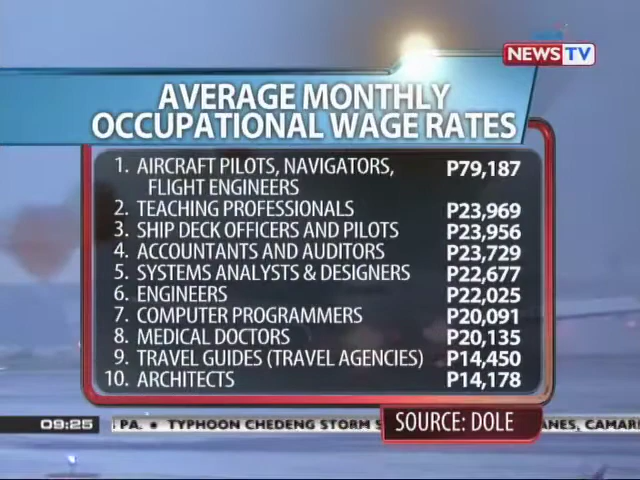 NEWS TV
AVERAGE MONTHLY
OCCUPATIONAL WAGE RATES
1. AIRCRAFT PILOTS, NAVIGATORS, P79,187
FLIGHT ENGINEERS
2. TEACHING PROFESSIONALS P23,969
3. SHIP DECK OFFICERS AND PILOTS P23,956
4. ACCOUNTANTS AND AUDITORS P23,729
5. SYSTEMS ANALYSTS & DESIGNERS P22,677
6. ENGINEERS P22,025
7. COMPUTER PROGRAMMERS P20,091
8. MEDICAL DOCTORS P20,135
9. TRAVEL GUIDES (TRAVEL AGENCIES) P14,450
10. ARCHITECTS P14,178
SOURCE: DOLE
09:25 PA. • TYPHOON CHEDENG STORM